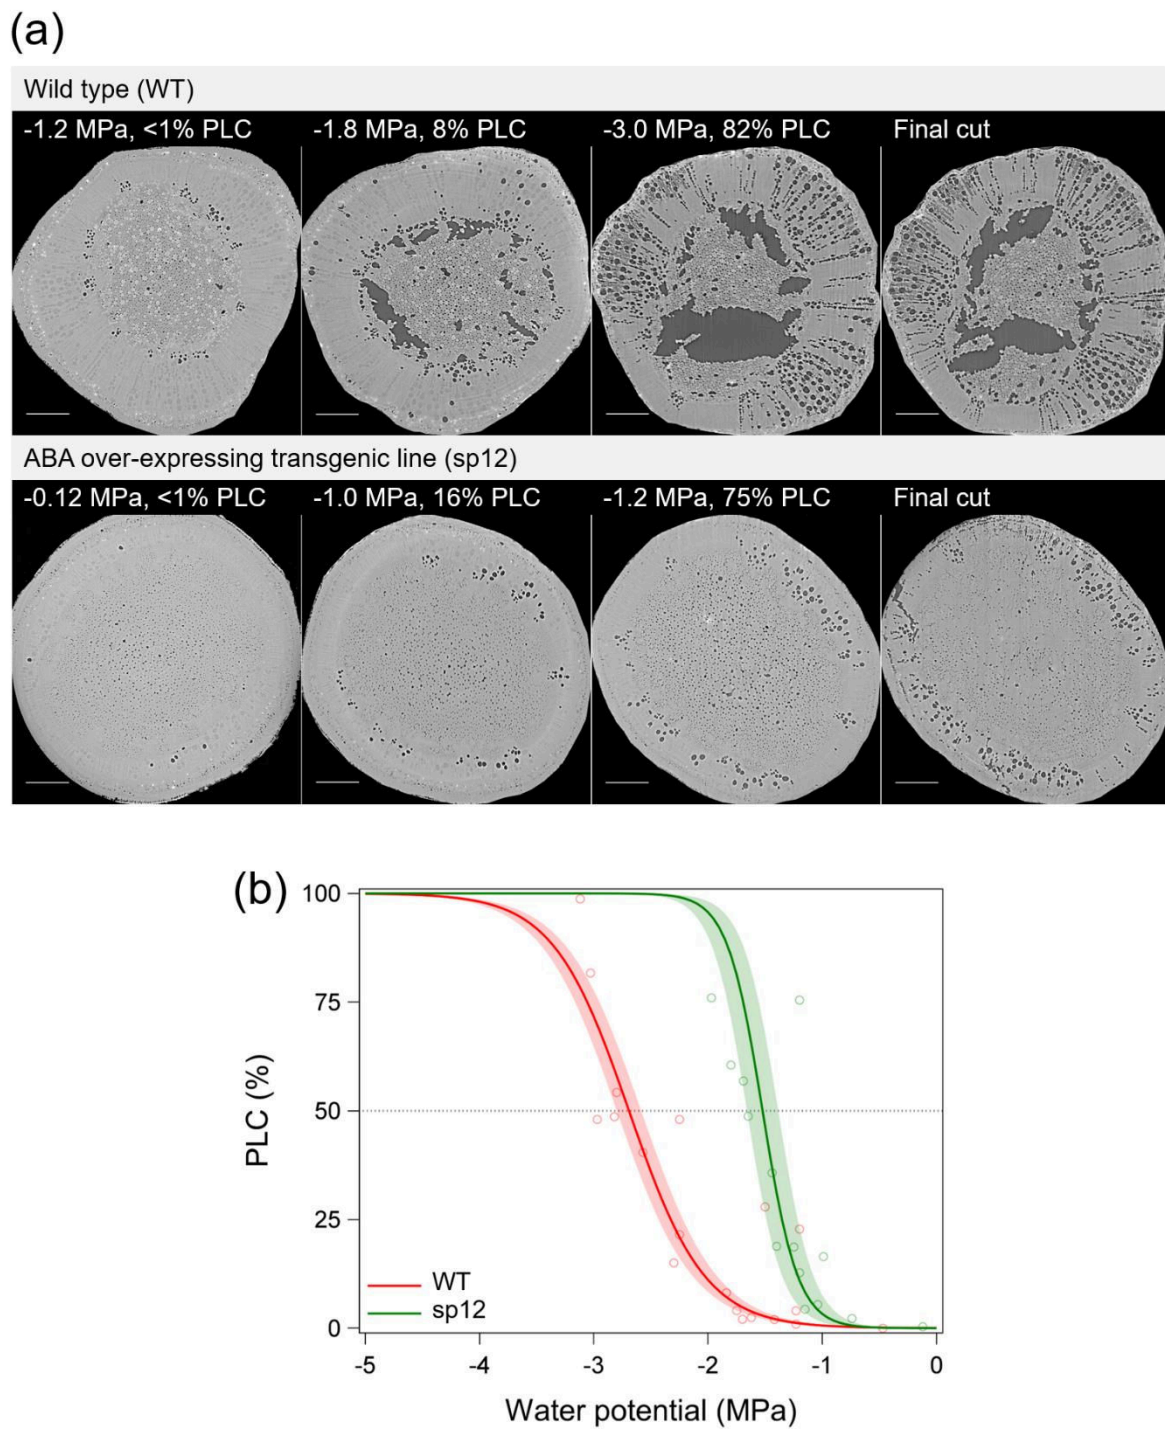 (a)
Wild type (WT)
-1.2 MPa, <1% PLC
-1.8 MPa, 8% PLC
-3.0 MPa, 82% PLC
Final cut
ABA over-expressing transgenic line (sp12)
-0.12 MPa, <1% PLC
-1.0 MPa, 16% PLC
-1.2 MPa, 75% PLC
Final cut
(b)
100
75
50
25
0
PLC (%)
WT
sp12
-5
-4
-3
-2
-1
0
Water potential (MPa)